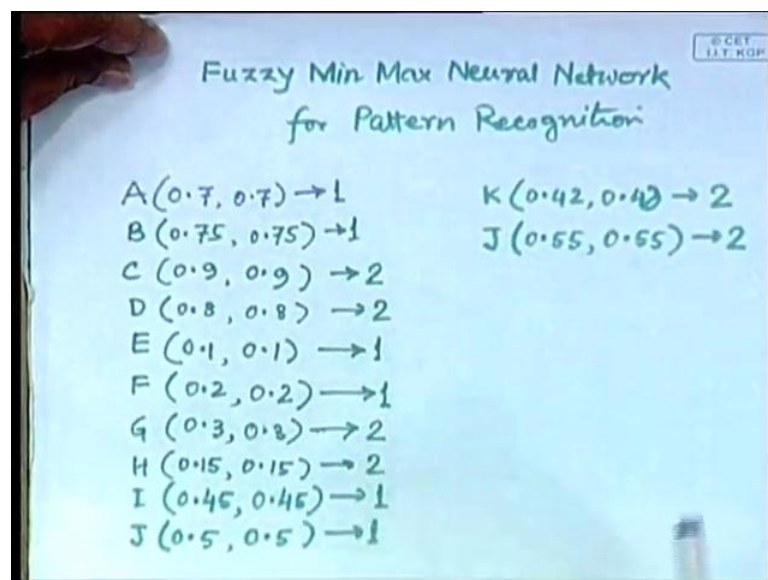 © CET
I.I.T. KGP
Fuzzy Min Max Neural Network
for Pattern Recognition
A (0.7, 0.7) → 1
B (0.75, 0.75) → 1
C (0.9, 0.9) → 2
D (0.8, 0.8) → 2
E (0.1, 0.1) → 1
F (0.2, 0.2) → 1
G (0.3, 0.3) → 2
H (0.15, 0.15) → 2
I (0.45, 0.45) → 1
J (0.5, 0.5) → 1
K (0.42, 0.42) → 2
J (0.55, 0.55) → 2